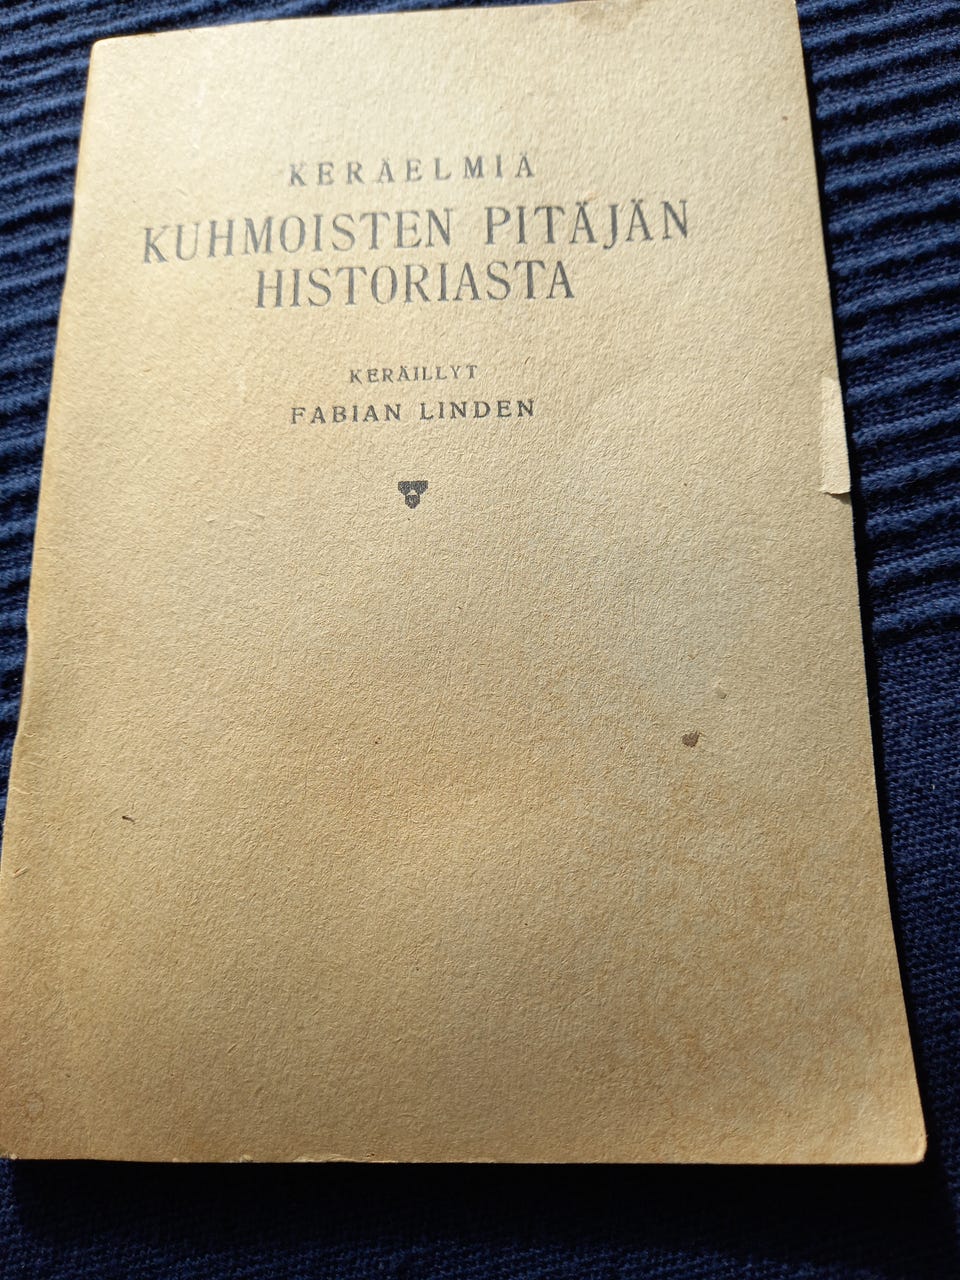 KERÄELMIÄ
KUHMOISTEN PITÄJÄN
HISTORIASTA
KERÄILLYT
FABIAN LINDEN